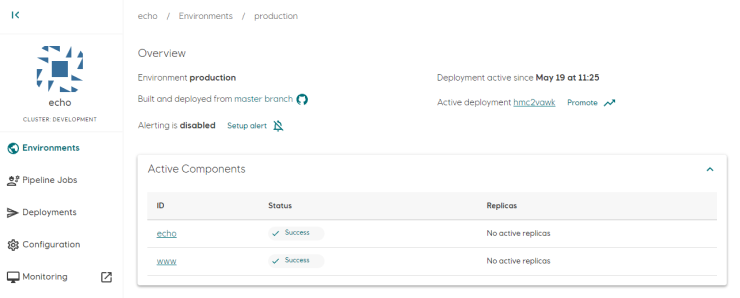 echo / Environments / production
echo
CLUSTER: DEVELOPMENT
Environments
Pipeline Jobs
Deployments
Configuration
Monitoring
Overview
Environment production
Built and deployed from master branch
Alerting is disabled Setup alert
Deployment active since May 19 at 11:25
Active deployment hmc2vawk Promote
Active Components
ID Status Replicas
echo Success No active replicas
www Success No active replicas